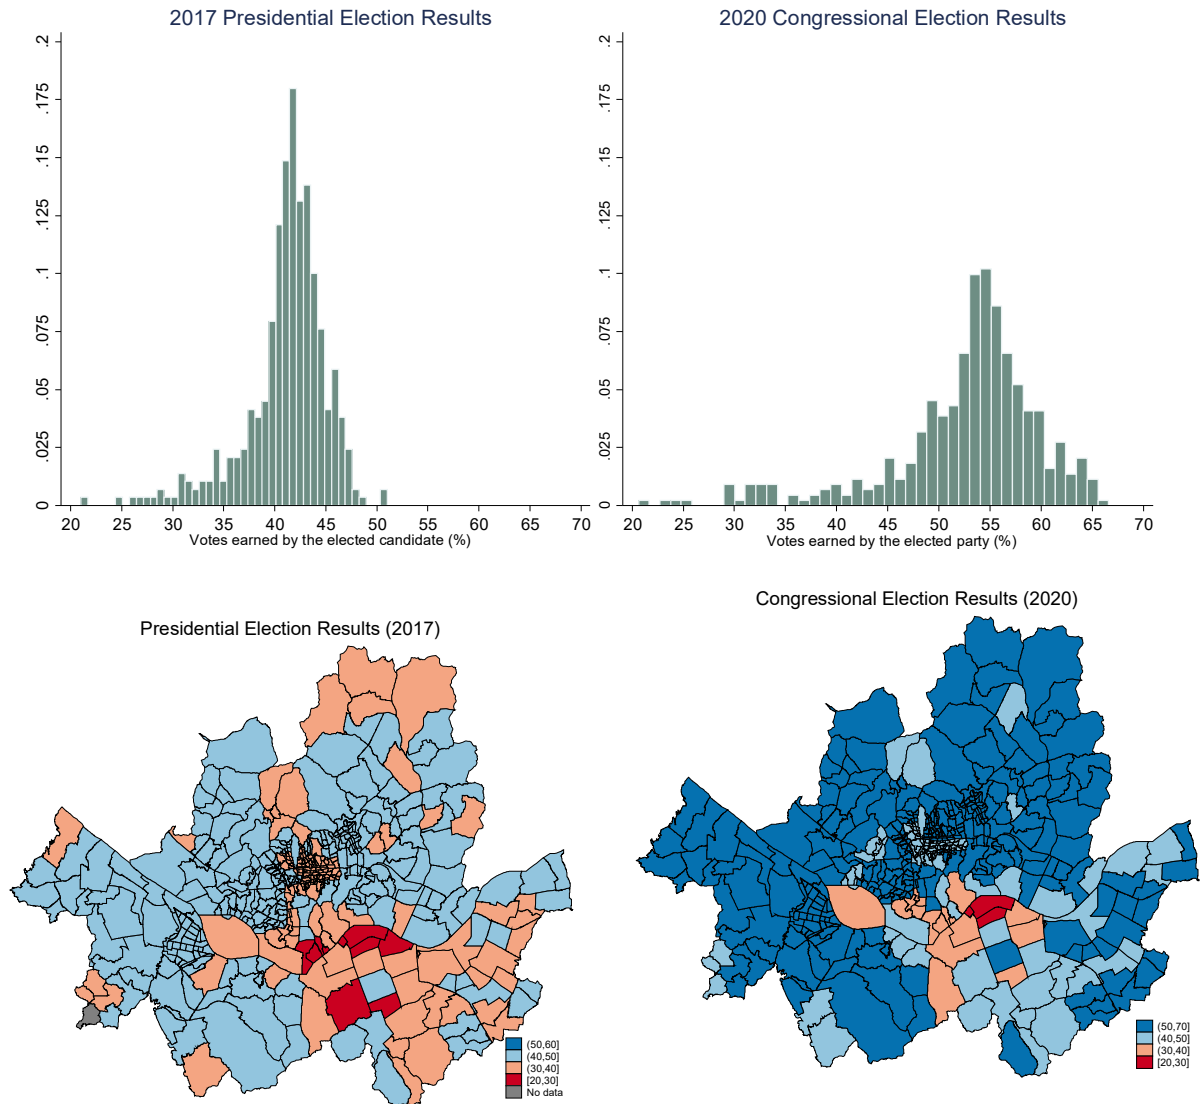 2017 Presidential Election Results
.2
.175
.15
.125
.1
.075
.05
.025
0
20 25 30 35 40 45 50 55 60 65 70
Votes earned by the elected candidate (%)
2020 Congressional Election Results
.2
.175
.15
.125
.1
.075
.05
.025
0
20 25 30 35 40 45 50 55 60 65 70
Votes earned by the elected party (%)
Presidential Election Results (2017)
(50,60]
(40,50]
(30,40]
[20,30]
No data
Congressional Election Results (2020)
(50,70]
(40,50]
(30,40]
[20,30]